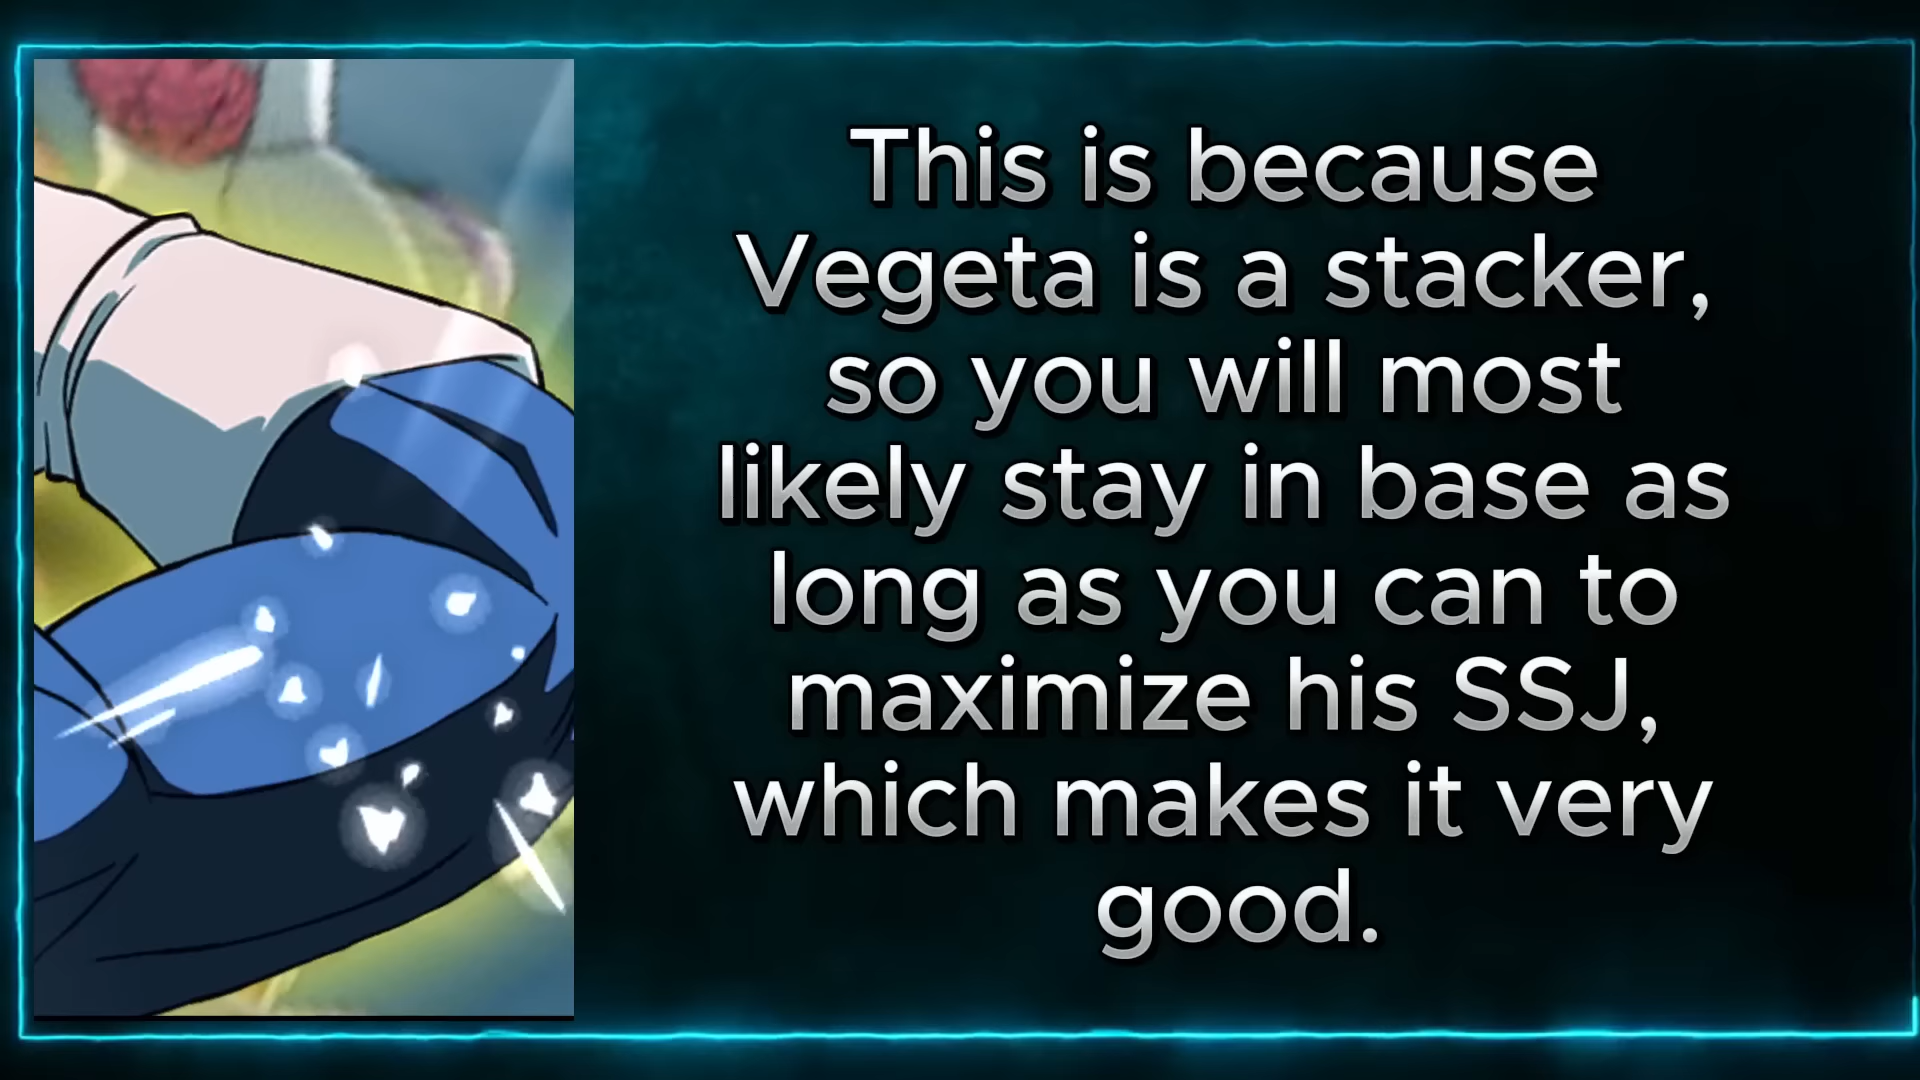 This is because
Vegeta is a stacker,
so you will most
likely stay in base as
long as you can to
maximize his SSJ,
which makes it very
good.